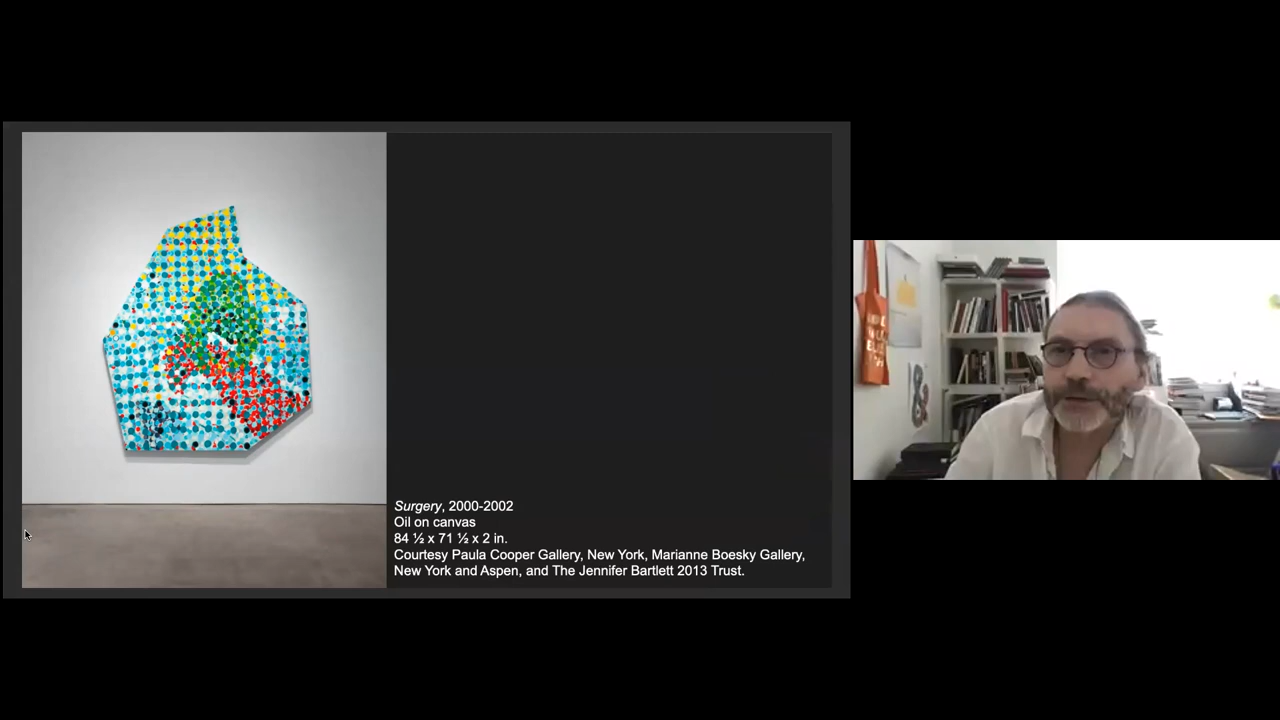 Surgery, 2000-2002
Oil on canvas
84 ½ x 71 ½ x 2 in.
Courtesy Paula Cooper Gallery, New York, Marianne Boesky Gallery,
New York and Aspen, and The Jennifer Bartlett 2013 Trust.